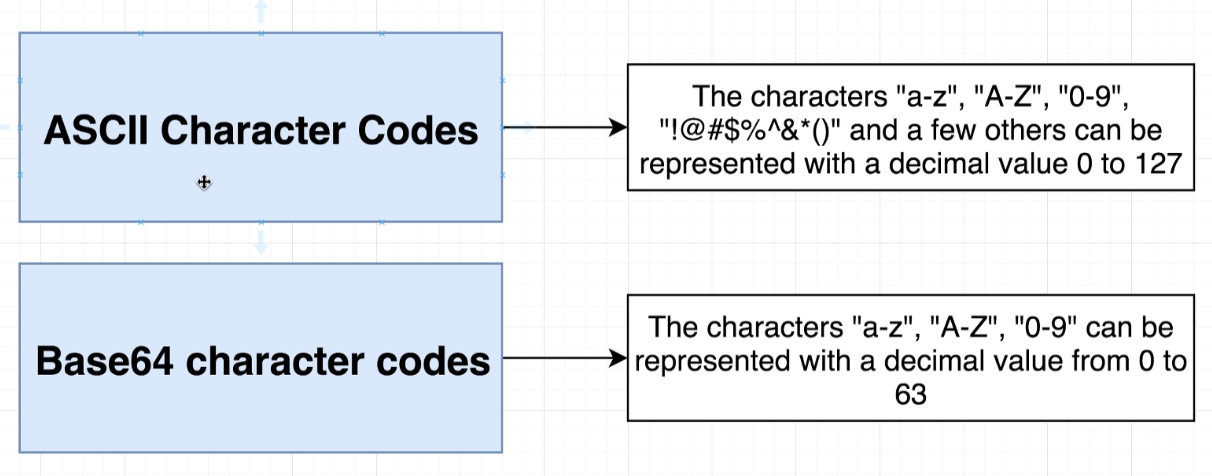 ASCII Character Codes
The characters "a-z", "A-Z", "0-9",
"!@#$%^&*()" and a few others can be
represented with a decimal value 0 to 127
Base64 character codes
The characters "a-z", "A-Z", "0-9" can be
represented with a decimal value from 0 to
63